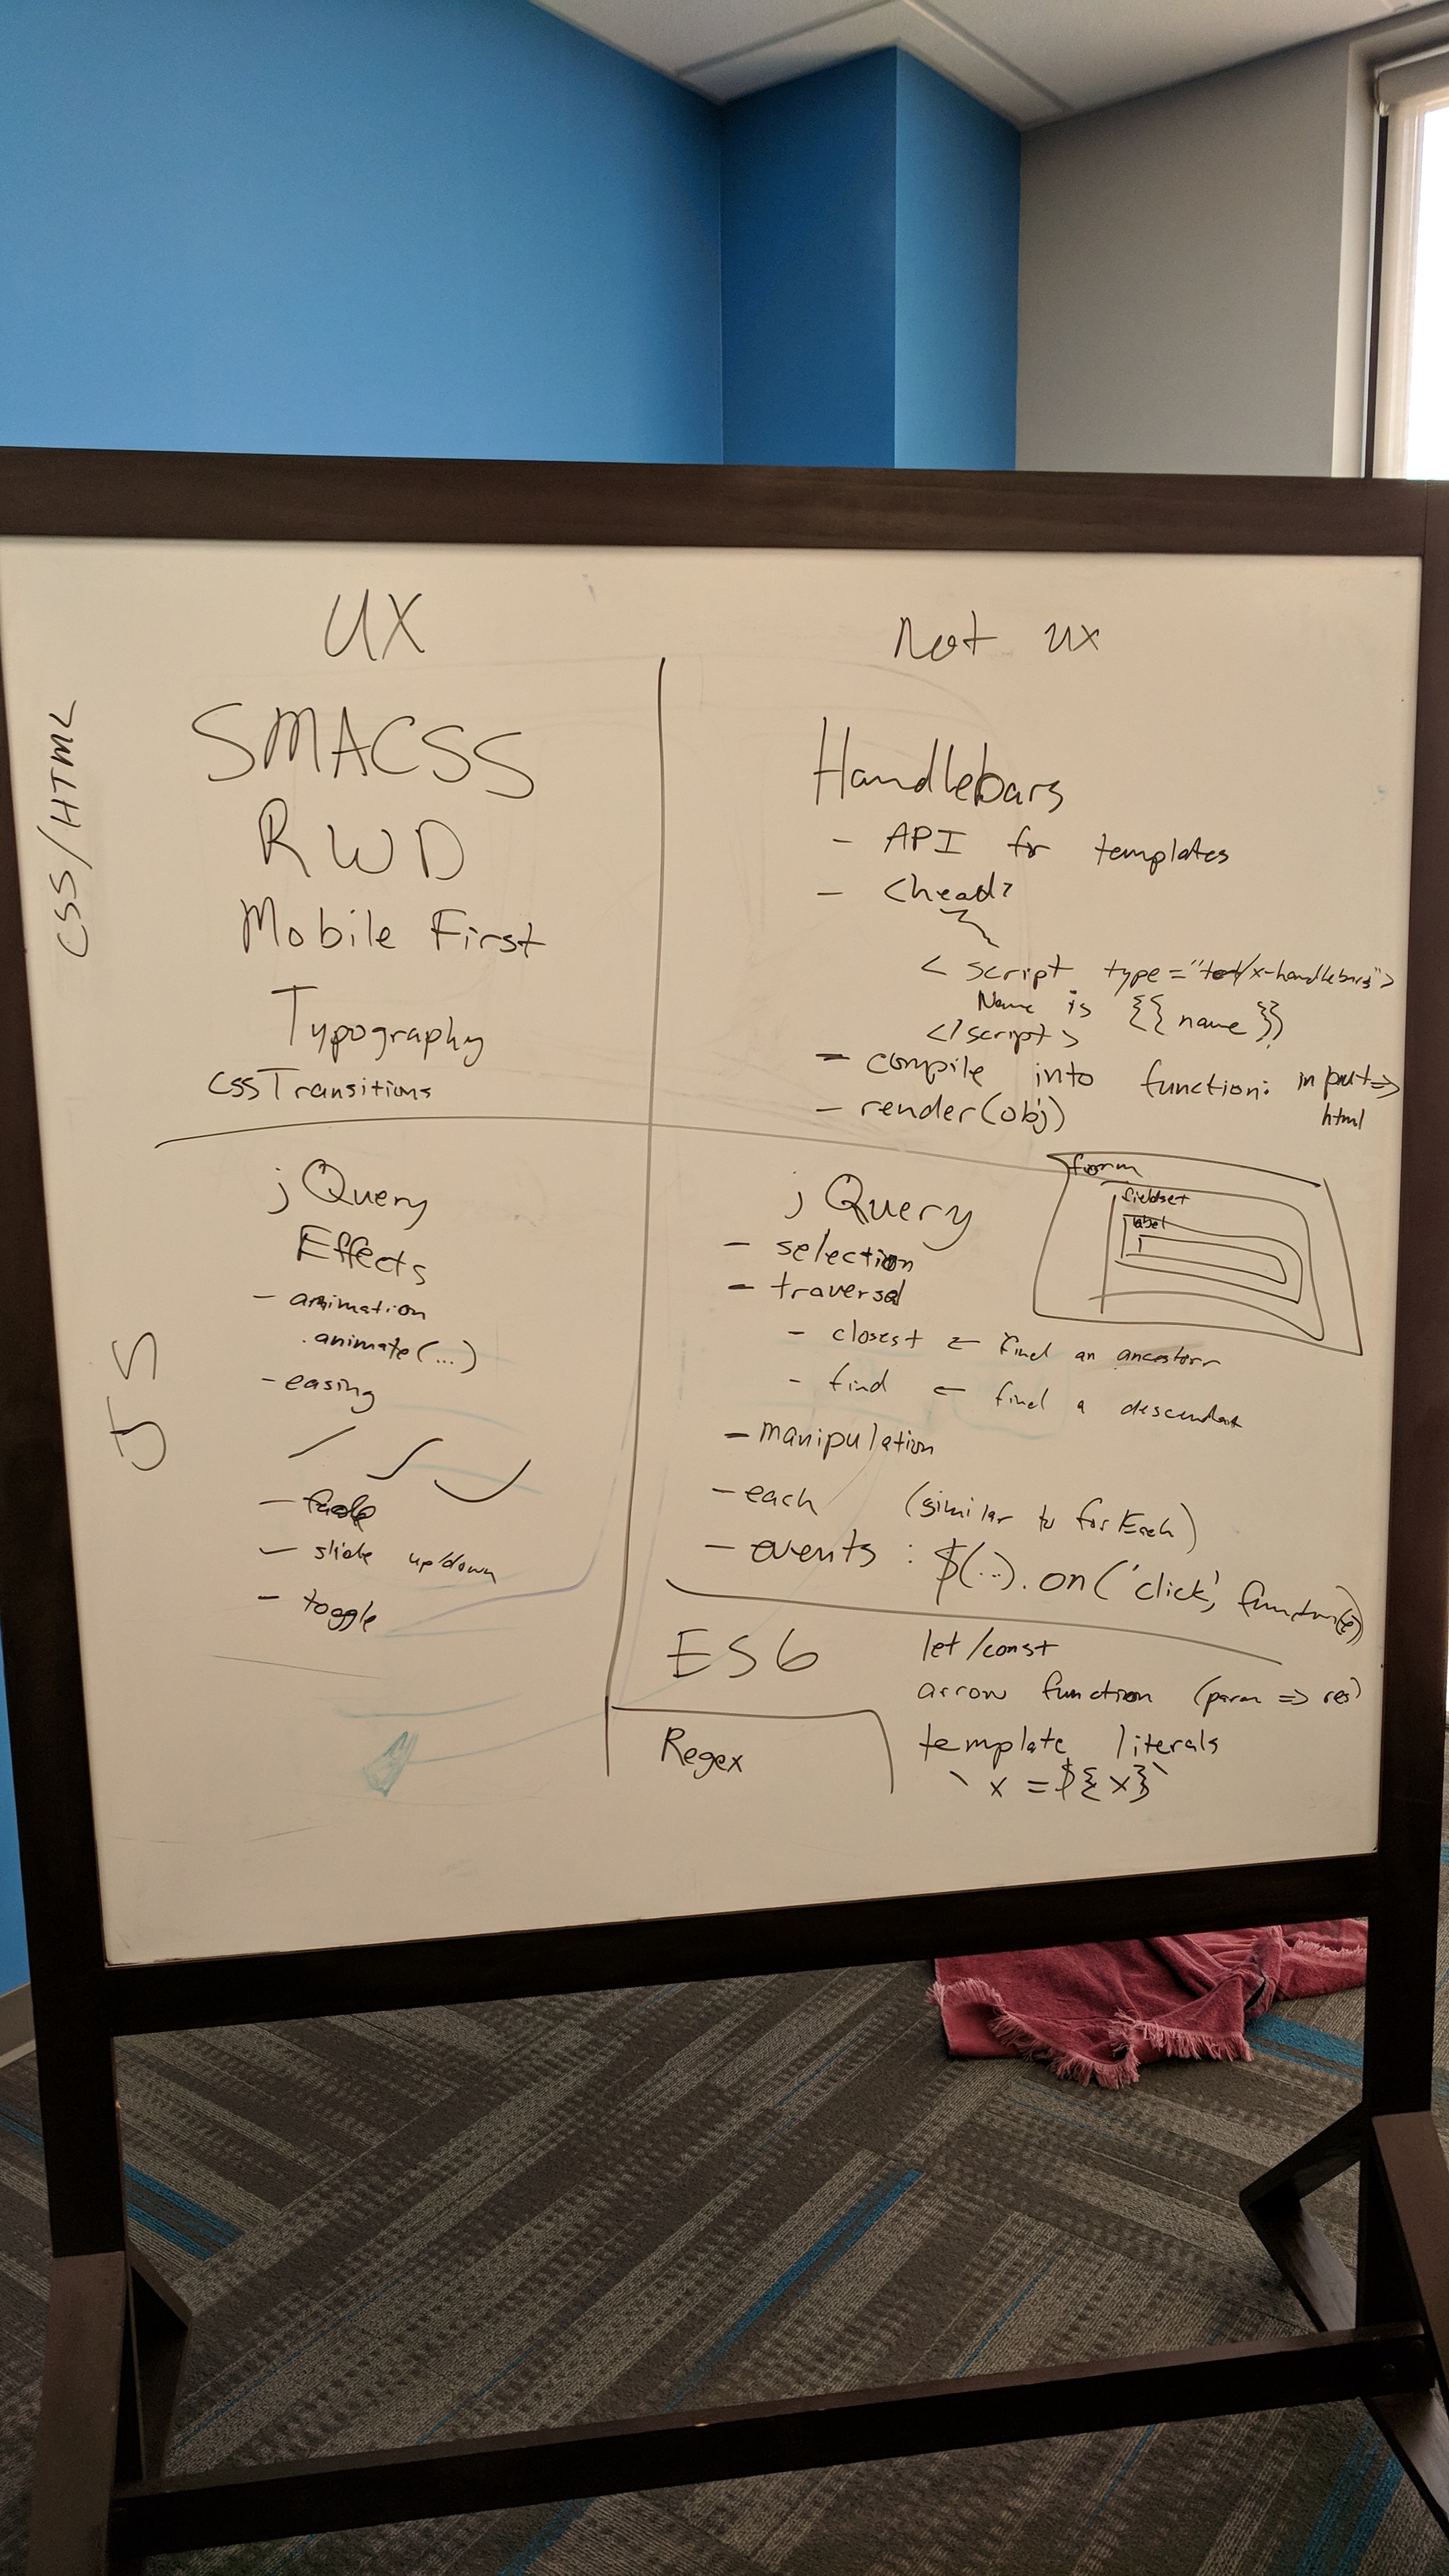 UX
Not UX
CSS/HTML
SMACSS
RWD
Mobile First
Typography
CSS Transitions
Handlebars
- API for templates
- <head>
< script type="text/x-handlebars">
Name is {{name}}
</script>
- compile into function: input =>
html
- render(obj)
JS
jQuery
Effects
- animation
.animate(...)
- easing
- fade
- slide up/down
- toggle
jQuery
- selection
- traversal
- closest ← find an ancestor
- find ← find a descendant
- manipulation
- each (similar to forEach)
- events : $(..).on('click', function(e)
form
fieldset
label
ES6
let/const
arrow function (param => res)
template literals
`x = ${x}`
Regex